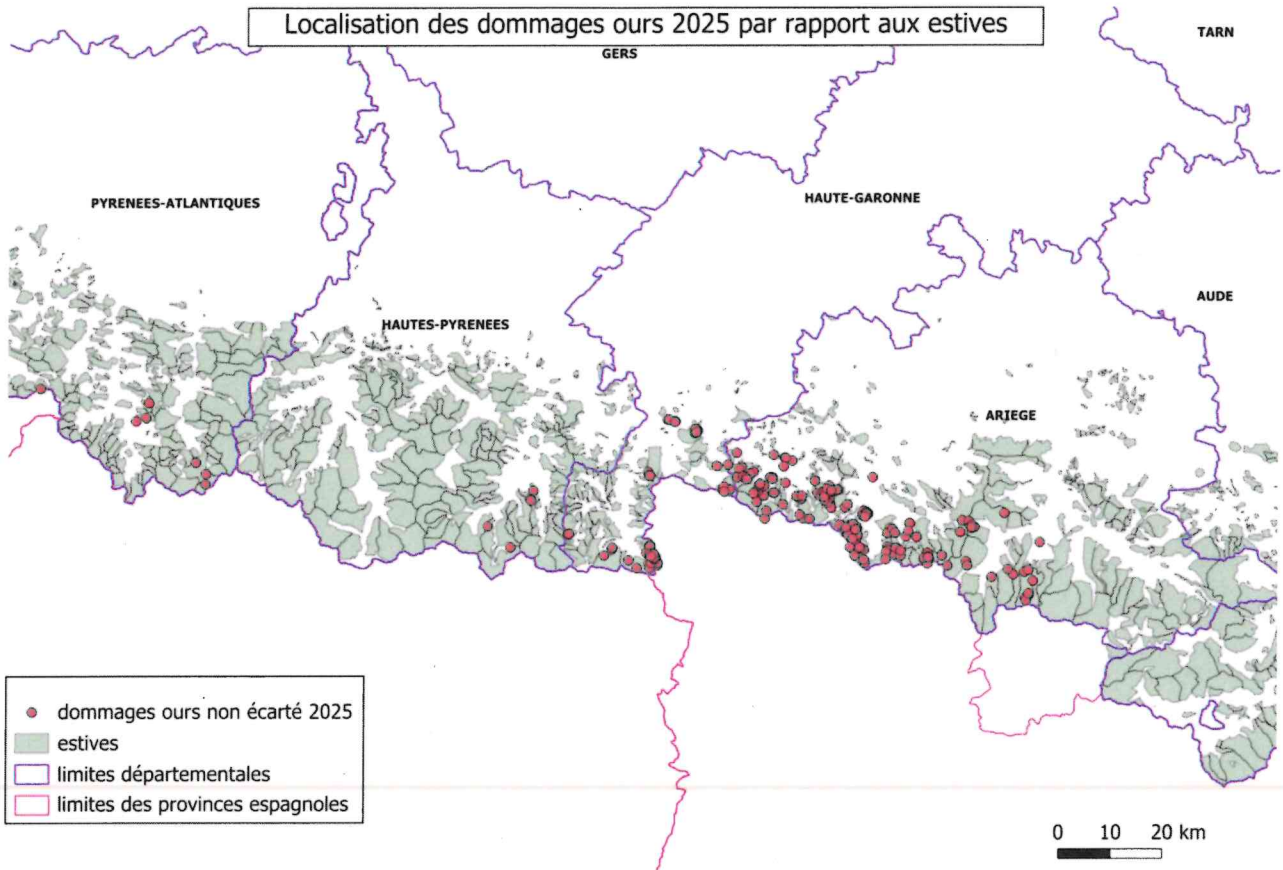 Localisation des dommages ours 2025 par rapport aux estives
TARN
GERS
PYRENEES-ATLANTIQUES
HAUTE-GARONNE
AUDE
HAUTES-PYRENEES
ARIEGE
dommages ours non écarté 2025
estives
limites départementales
limites des provinces espagnoles
0 10 20 km